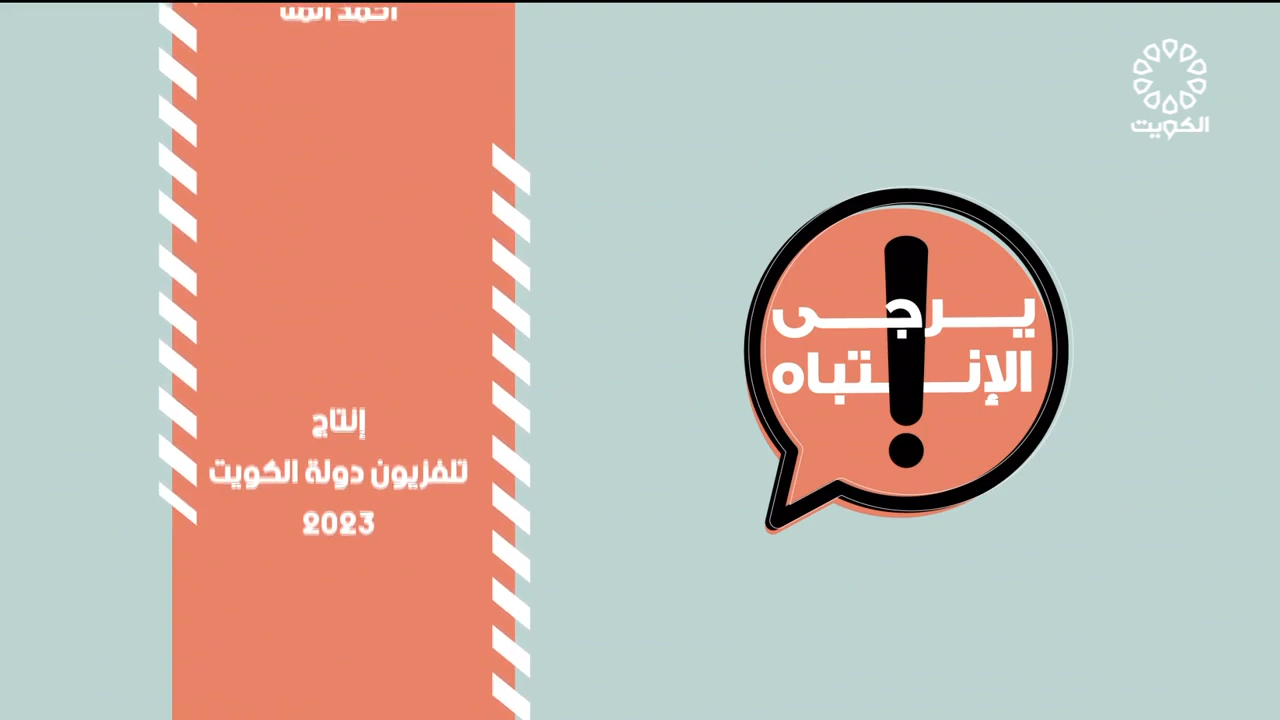 الكويت
يرجى
الإنتباه
إنتاج
تلفزيون دولة الكويت
2023